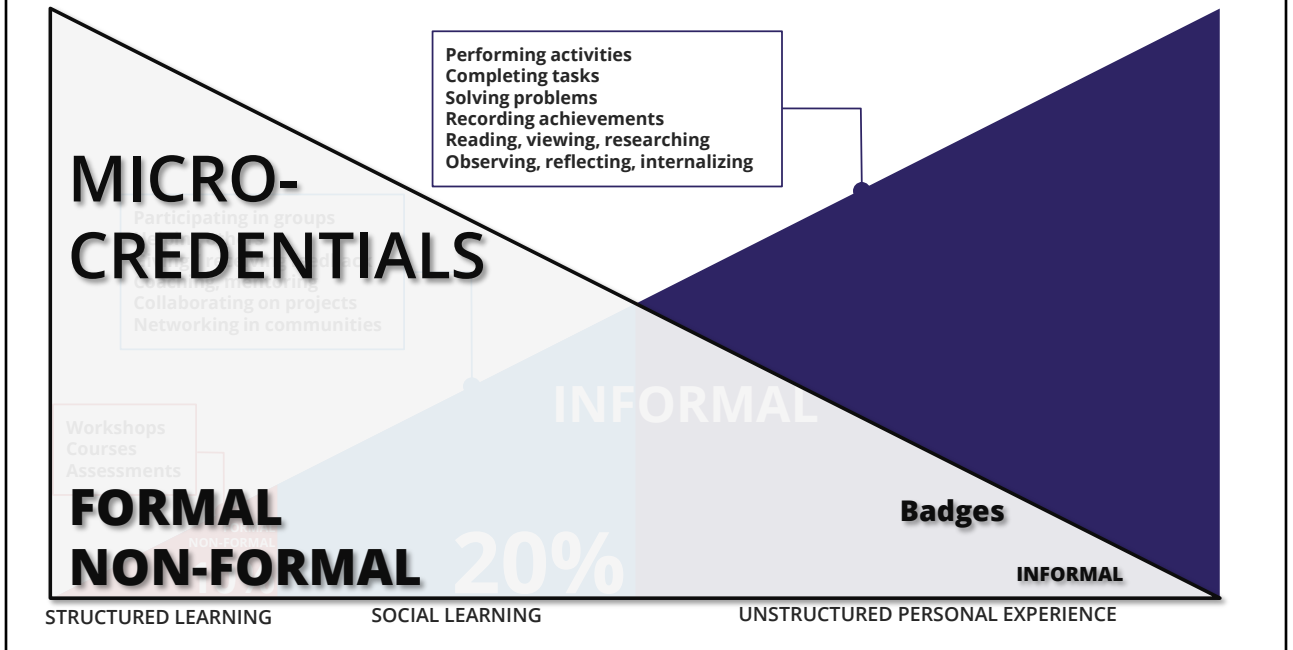 Performing activities
Completing tasks
Solving problems
Recording achievements
Reading, viewing, researching
Observing, reflecting, internalizing
MICRO-
CREDENTIALS
Participating in groups
Coaching, mentoring
Collaborating on projects
Networking in communities
INFORMAL
Workshops
Courses
Assessments
FORMAL
NON-FORMAL
NON-FORMAL
20%
Badges
INFORMAL
STRUCTURED LEARNING
SOCIAL LEARNING
UNSTRUCTURED PERSONAL EXPERIENCE